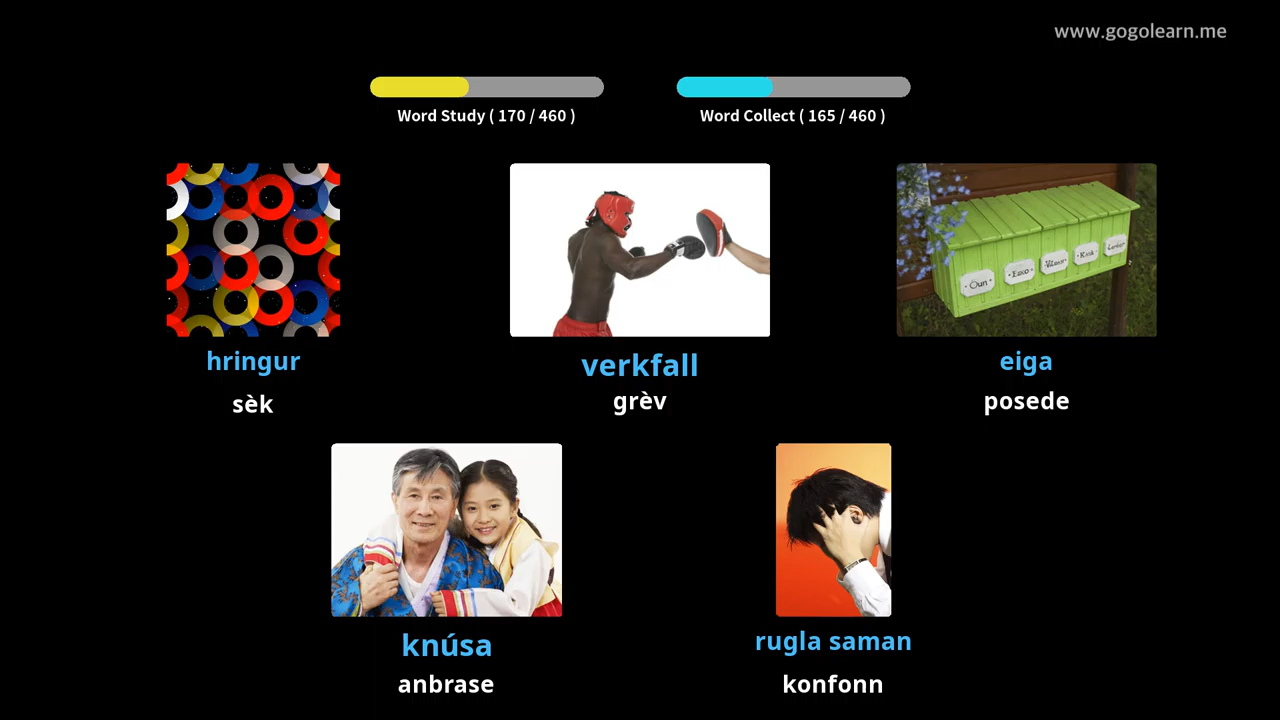 www.gogolearn.me
Word Study ( 170 / 460 )
Word Collect ( 165 / 460 )
hringur
sèk
verkfall
grèv
eiga
posede
knúsa
anbrase
rugla saman
konfonn